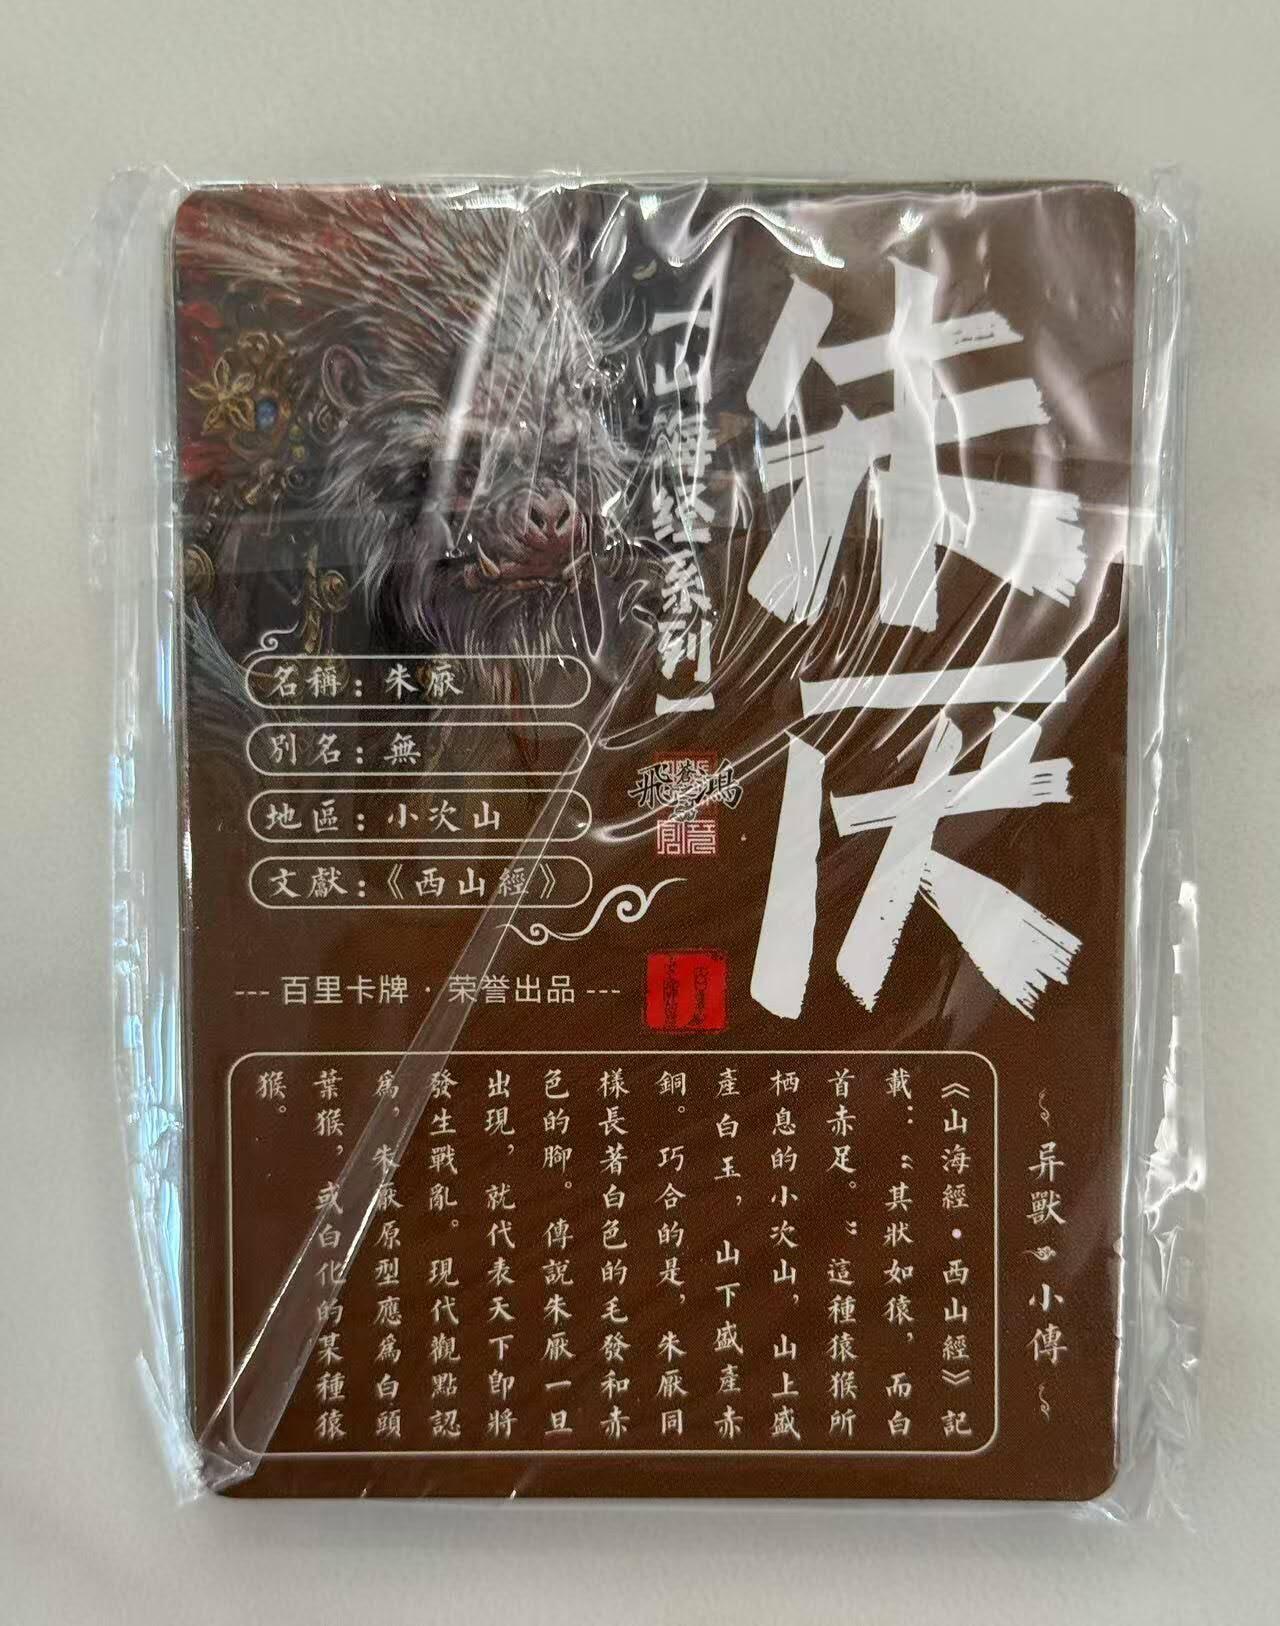 朱厌
【山海经系列】
名稱：朱厭
別名：無
地區：小次山
文獻：《西山經》
--- 百里卡牌 · 荣誉出品 ---
异獸 小傳
《山海經•西山經》記
載：“其狀如猿，而白
首赤足。”這種猿猴所
栖息的小次山，山上盛
產白玉，山下盛產赤
銅。巧合的是，朱厭同
樣長著白色的毛發和赤
色的腳。傳說朱厭一旦
出現，就代表天下即將
發生戰亂。現代觀點認
爲，朱厭原型應爲白頭
葉猴，或白化的某種猿
猴。